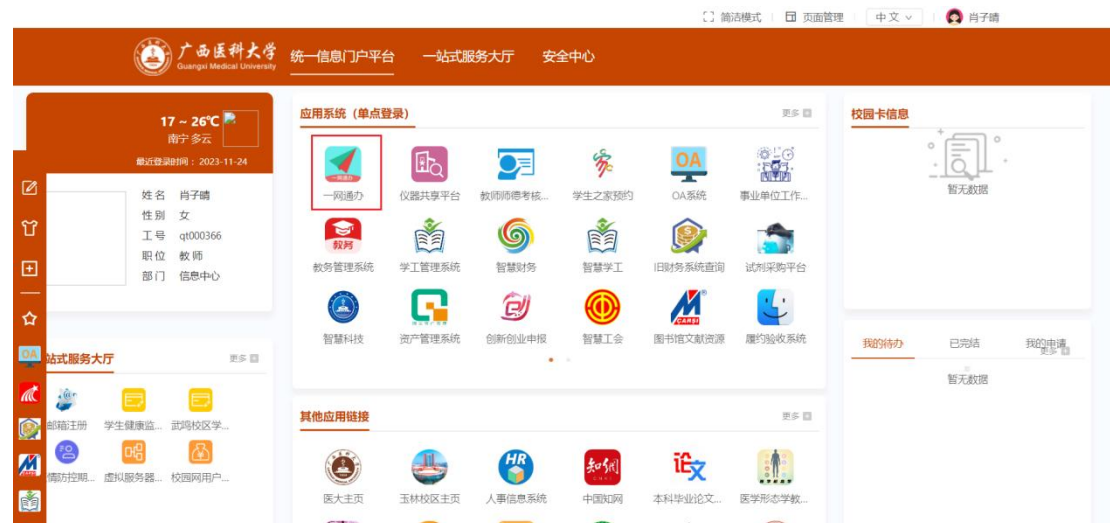 简洁模式 页面管理 中文 肖子晴
广西医科大学
Guangxi Medical University
统一信息门户平台 一站式服务大厅 安全中心
17 ~ 26℃
南宁 多云
最近登录时间：2023-11-24
姓名 肖子晴
性别 女
工号 qt000366
职位 教师
部门 信息中心
站式服务大厅 更多
邮箱注册 学生健康监... 武鸣校区学...
情防控期... 虚拟服务器... 校园网用户...
应用系统（单点登录） 更多
一网通办
一网通办 仪器共享平台 教师师德考核... 学生之家预约 OA系统 事业单位工作...
OA
教务
教务管理系统 学工管理系统 智慧财务 智慧学工 旧财务系统查询 试剂采购平台
CARSI
智慧科技 资产管理系统 创新创业申报 智慧工会 图书馆文献资源 履约验收系统
其他应用链接 更多
HR
知网
论文
医大主页 玉林校区主页 人事信息系统 中国知网 本科毕业论文... 医学形态学数...
校园卡信息
暂无数据
我的待办 已完结 我的申请
更多
暂无数据
OA